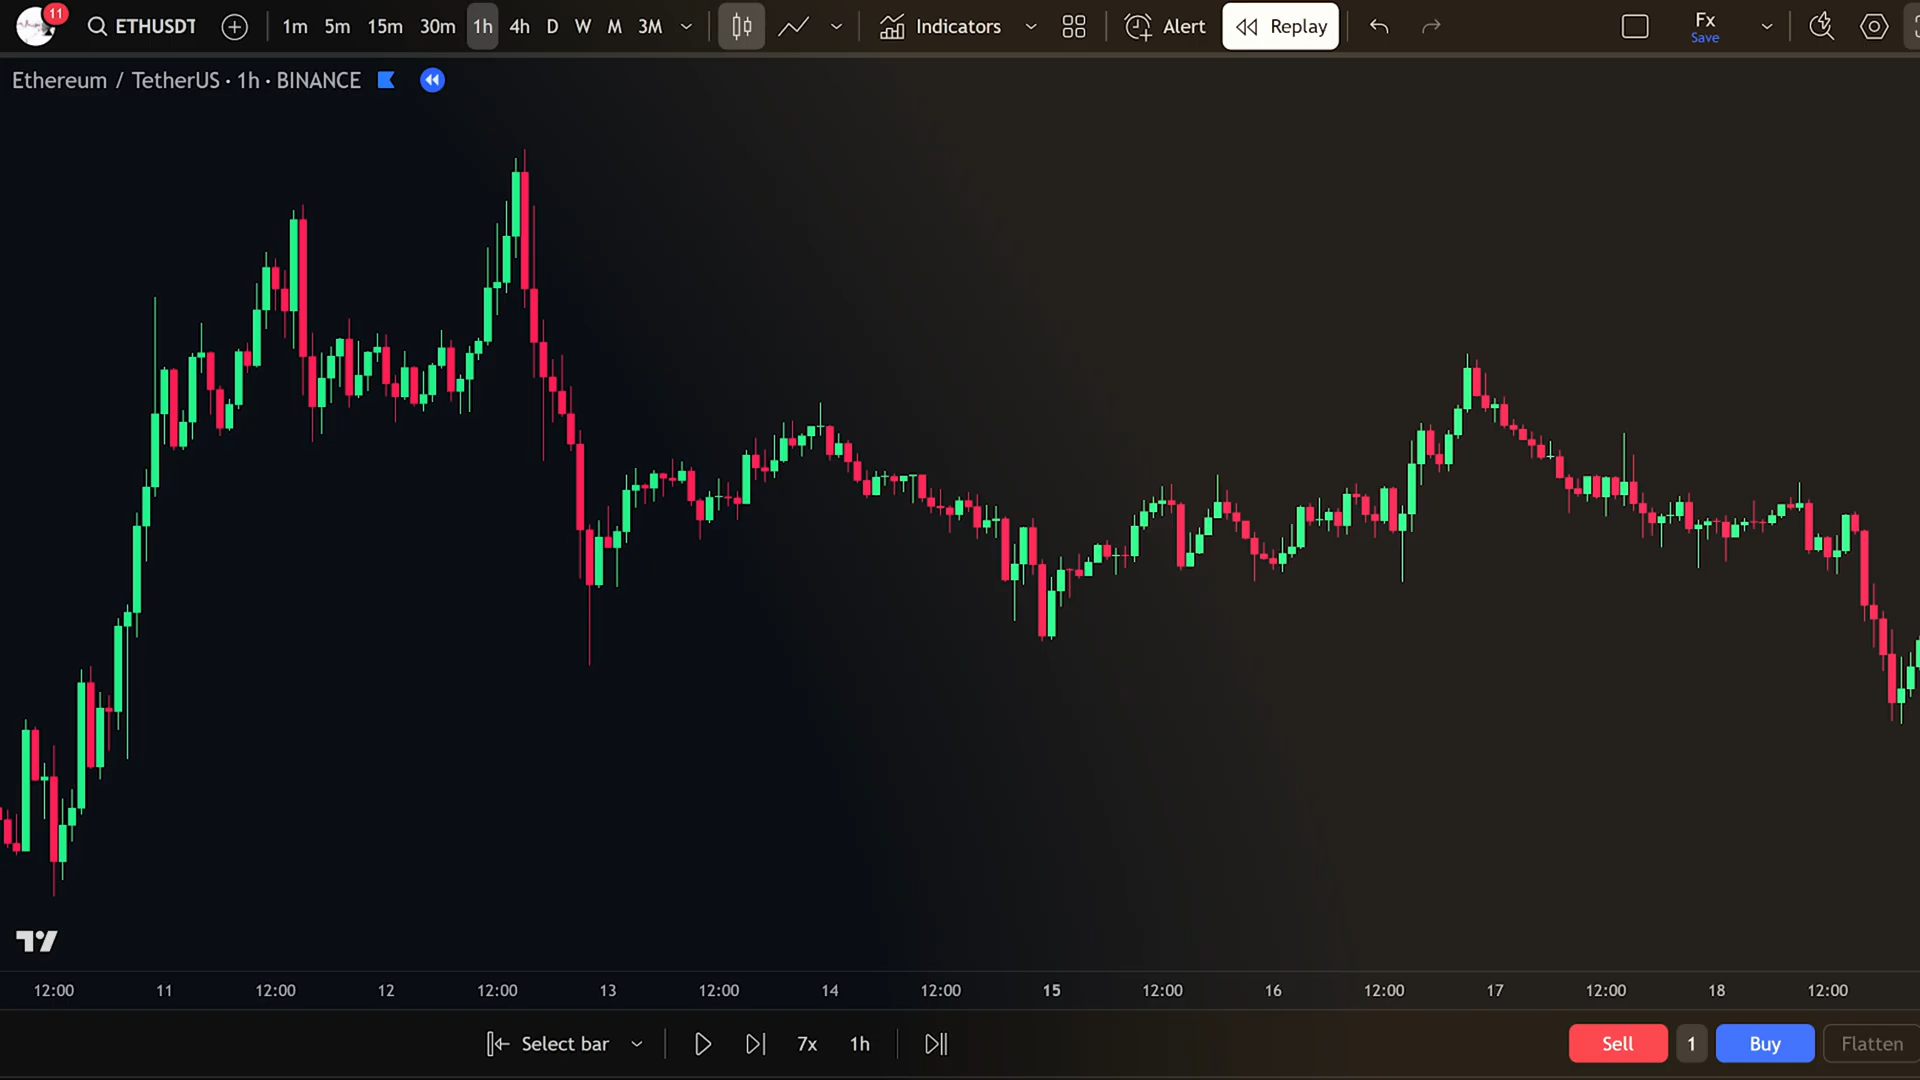 11
ETHUSDT
1m 5m 15m 30m 1h 4h D W M 3M
Indicators
Alert
Replay
Fx
Save
Ethereum / TetherUS · 1h · BINANCE
12:00 11 12:00 12 12:00 13 12:00 14 12:00 15 12:00 16 12:00 17 12:00 18 12:00
Select bar
7x
1h
Sell
1
Buy
Flatten